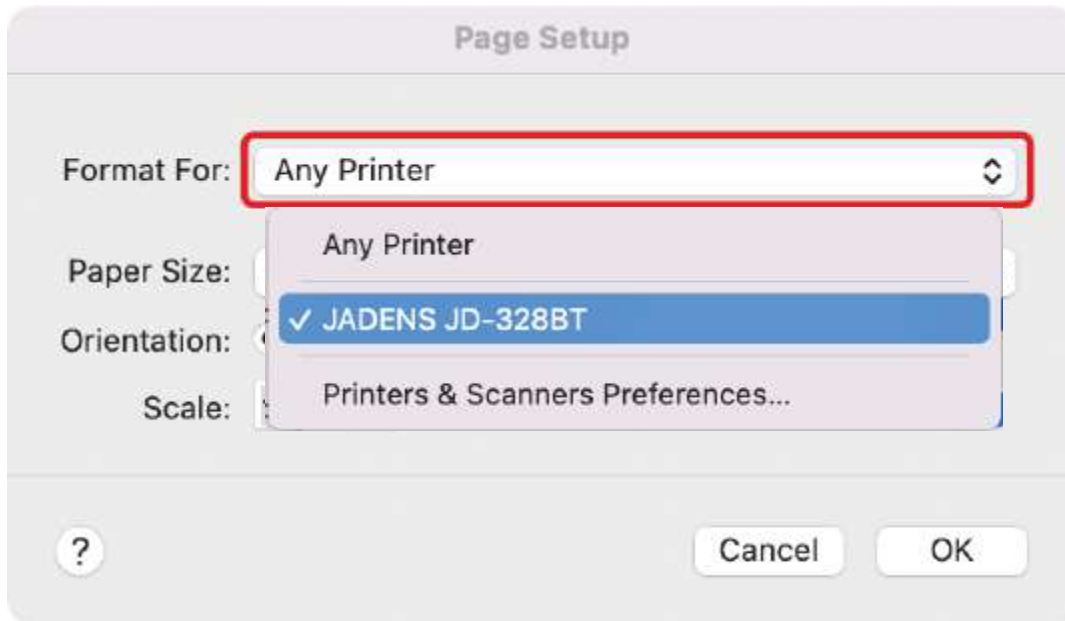 Page Setup
Format For: Any Printer
Any Printer
Paper Size:
✓ JADENS JD-328BT
Orientation:
Printers & Scanners Preferences...
Scale:
? Cancel OK